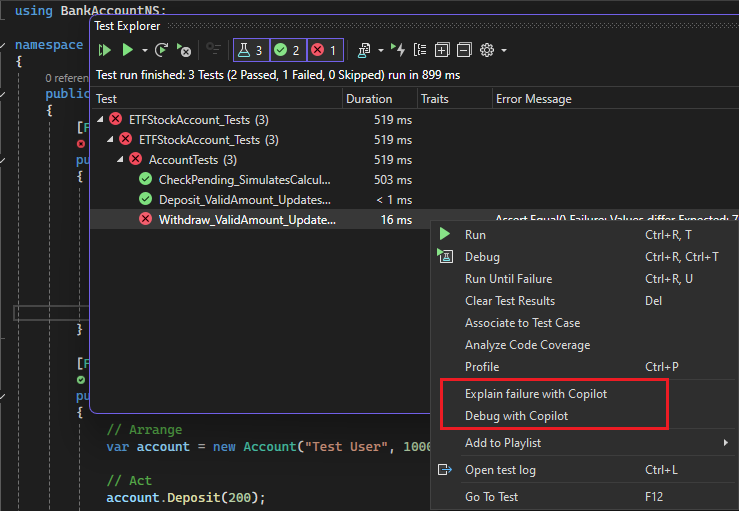 using BankAccountNS;
Test Explorer
namespace
3 2 1
{
Test run finished: 3 Tests (2 Passed, 1 Failed, 0 Skipped) run in 899 ms
0 referen
public
Test Duration Traits Error Message
{
ETFStockAccount_Tests (3) 519 ms
[F
ETFStockAccount_Tests (3) 519 ms
pu
AccountTests (3) 519 ms
{
CheckPending_SimulatesCalcul... 503 ms
Deposit_ValidAmount_Updates... < 1 ms
Withdraw_ValidAmount_Update... 16 ms Assert.Equal() Failure: Values differ Expected: 7
Run Ctrl+R, T
Debug Ctrl+R, Ctrl+T
Run Until Failure Ctrl+R, U
Clear Test Results Del
Associate to Test Case
}
Analyze Code Coverage
[F
Profile Ctrl+P
Explain failure with Copilot
pu
{
Debug with Copilot
// Arrange
var account = new Account("Test User", 1000
Add to Playlist
Open test log Ctrl+L
// Act
account.Deposit(200);
Go To Test F12